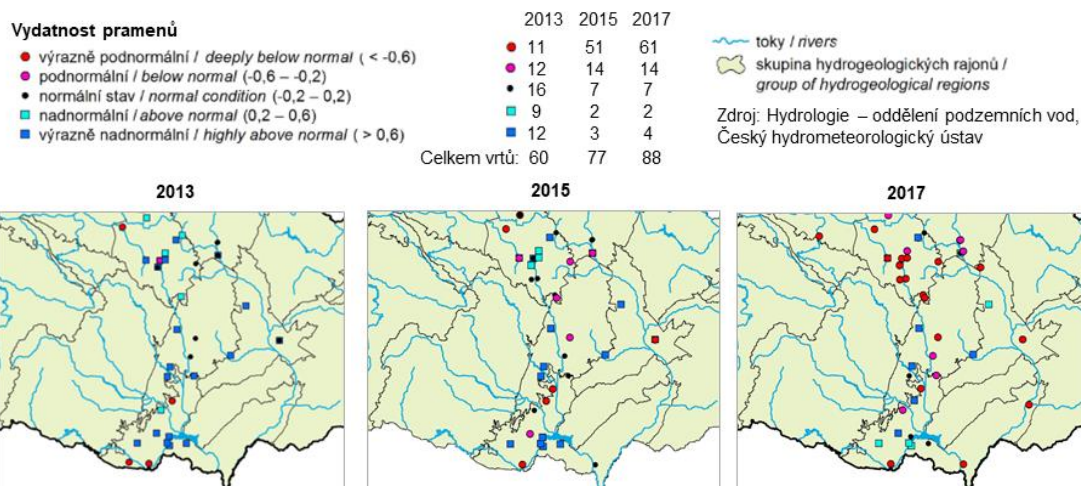 Vydatnost pramenů
výrazně podnormální / deeply below normal ( < -0,6)
podnormální / below normal (-0,6 – -0,2)
normální stav / normal condition (-0,2 – 0,2)
nadnormální / above normal (0,2 – 0,6)
výrazně nadnormální / highly above normal ( > 0,6)
2013 2015 2017
11 51 61
12 14 14
16 7 7
9 2 2
12 3 4
Celkem vrtů: 60 77 88
toky / rivers
skupina hydrogeologických rajonů /
group of hydrogeological regions
Zdroj: Hydrologie – oddělení podzemních vod,
Český hydrometeorologický ústav
2013
2015
2017